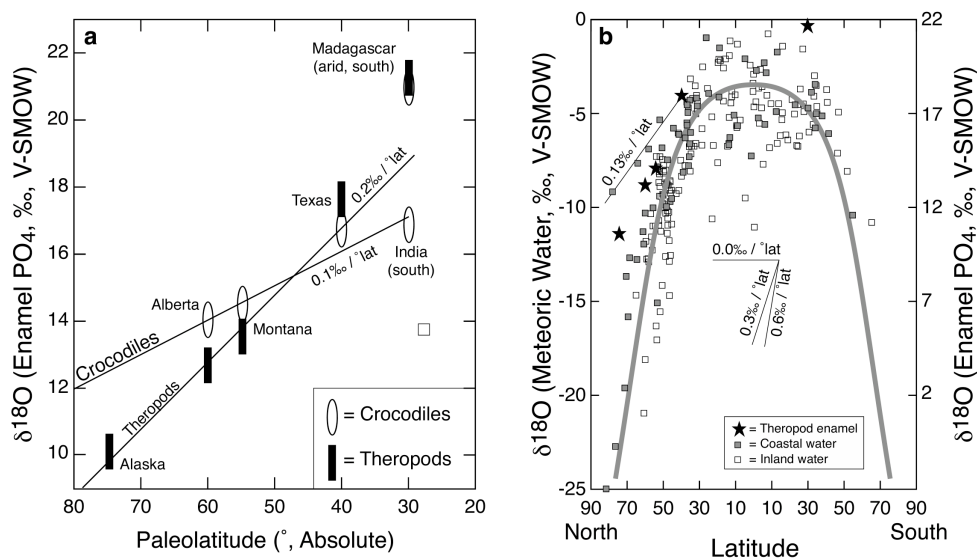 a
22
20
18
16
14
12
10
δ18O (Enamel PO4, ‰, V-SMOW)
80
70
60
50
40
30
20
Paleolatitude (˚, Absolute)
Madagascar
(arid, south)
Texas
0.2‰ / ˚lat
0.1‰ / ˚lat
India
(south)
Alberta
Montana
Crocodiles
Theropods
Alaska
= Crocodiles
= Theropods
b
0
-5
-10
-15
-20
-25
δ18O (Meteoric Water, ‰, V-SMOW)
22
17
12
7
2
δ18O (Enamel PO4, ‰, V-SMOW)
0.13‰ / ˚lat
0.0‰ / ˚lat
0.3‰ / ˚lat
0.6‰ / ˚lat
= Theropod enamel
= Coastal water
= Inland water
90
70
50
30
10
10
30
50
70
90
North
South
Latitude